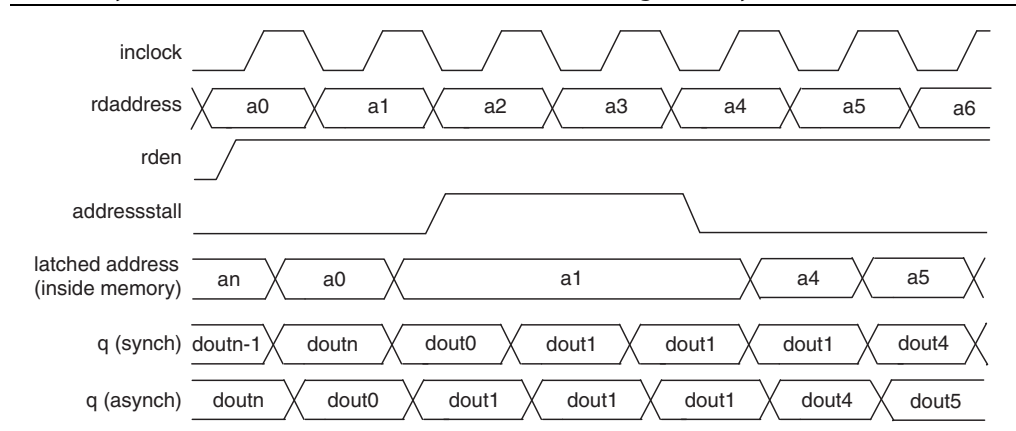 inclock
rdaddress a0 a1 a2 a3 a4 a5 a6
rden
addressstall
latched address
(inside memory) an a0 a1 a4 a5
q (synch) doutn-1 doutn dout0 dout1 dout1 dout1 dout4
q (asynch) doutn dout0 dout1 dout1 dout1 dout4 dout5